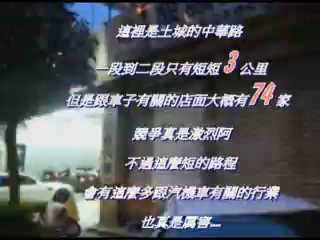 這裡是土城的中華路
一段到二段只有短短 3 公里
但是跟車子有關的店面大概有 74 家
競爭真是激烈阿
不過這麼短的路程
會有這麼多跟汽機車有關的行業
也真是厲害...